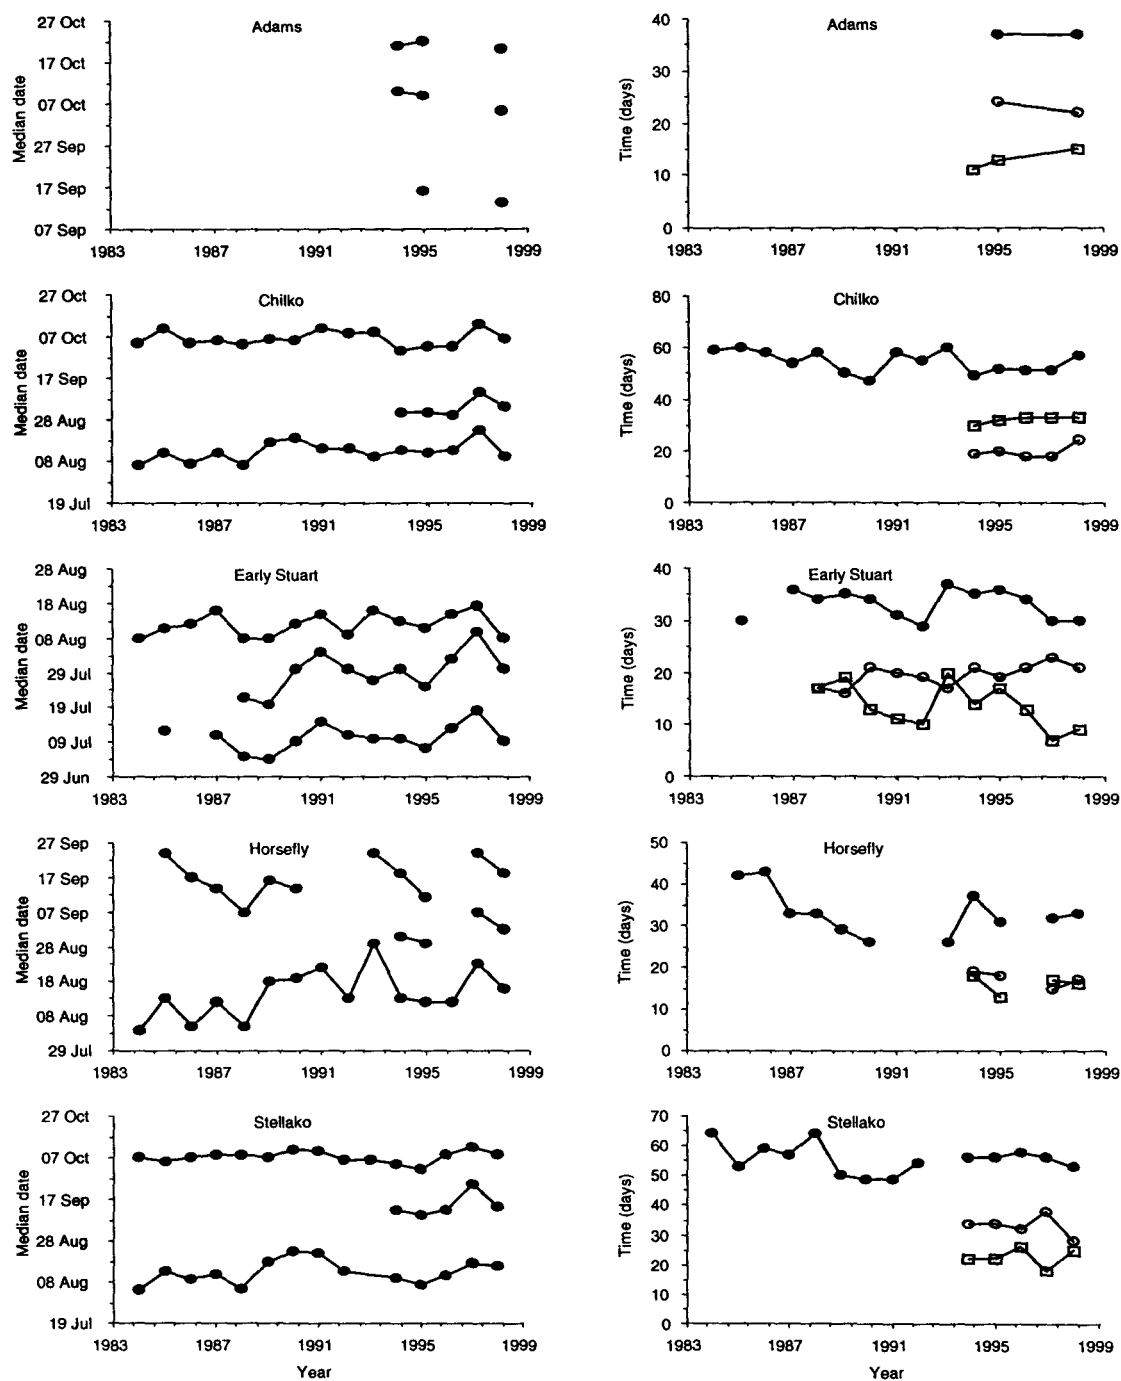 Adams
Median date
27 Oct
17 Oct
07 Oct
27 Sep
17 Sep
07 Sep
1983 1987 1991 1995 1999
Adams
Time (days)
40
30
20
10
0
1983 1987 1991 1995 1999
Chilko
Median date
27 Oct
07 Oct
17 Sep
28 Aug
08 Aug
19 Jul
1983 1987 1991 1995 1999
Chilko
Time (days)
80
60
40
20
0
1983 1987 1991 1995 1999
Early Stuart
Median date
28 Aug
18 Aug
08 Aug
29 Jul
19 Jul
09 Jul
29 Jun
1983 1987 1991 1995 1999
Early Stuart
Time (days)
40
30
20
10
0
1983 1987 1991 1995 1999
Horsefly
Median date
27 Sep
17 Sep
07 Sep
28 Aug
18 Aug
08 Aug
29 Jul
1983 1987 1991 1995 1999
Horsefly
Time (days)
50
40
30
20
10
0
1983 1987 1991 1995 1999
Stellako
Median date
27 Oct
07 Oct
17 Sep
28 Aug
08 Aug
19 Jul
1983 1987 1991 1995 1999
Year
Stellako
Time (days)
70
60
50
40
30
20
10
0
1983 1987 1991 1995 1999
Year